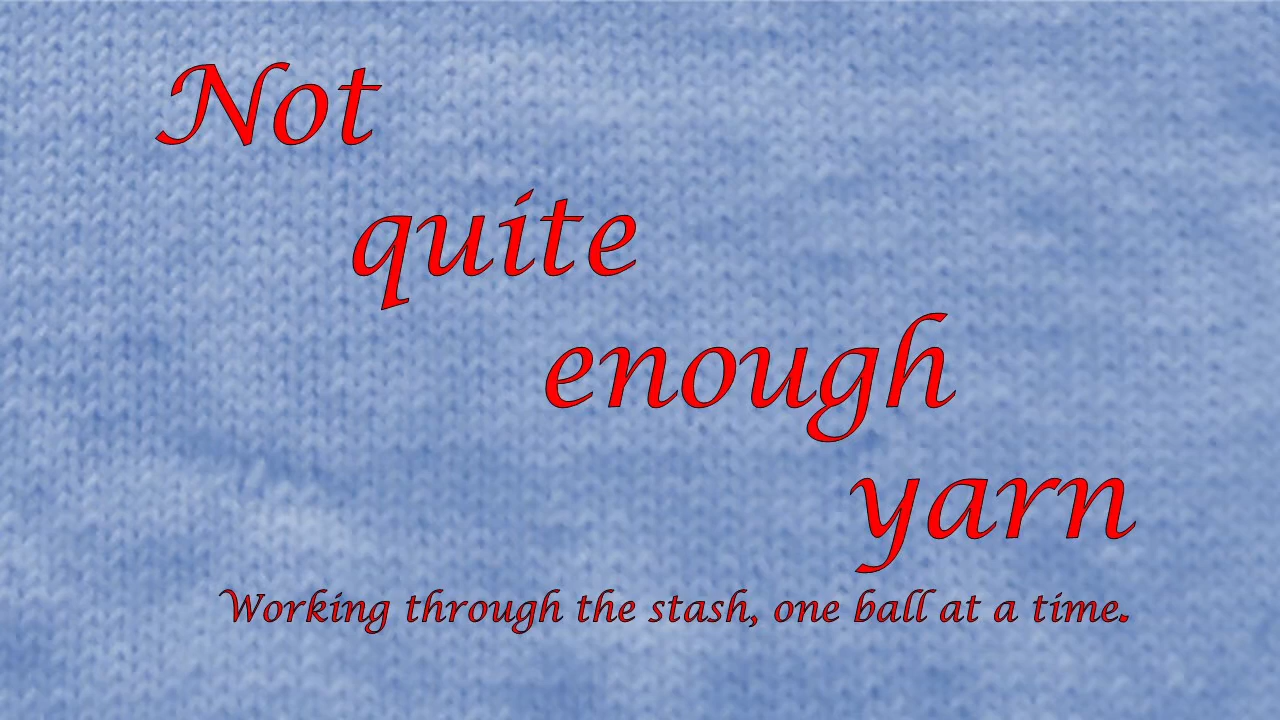 Not
quite
enough
yarn
Working through the stash, one ball at a time.